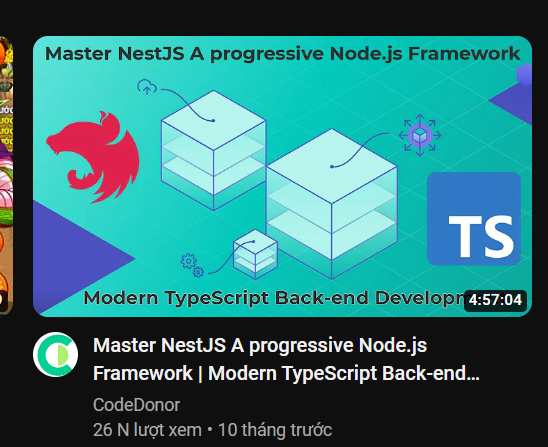 Master NestJS A progressive Node.js Framework
TS
Modern TypeScript Back-end Developm
4:57:04
Master NestJS A progressive Node.js
Framework | Modern TypeScript Back-end...
CodeDonor
26 N lượt xem • 10 tháng trước